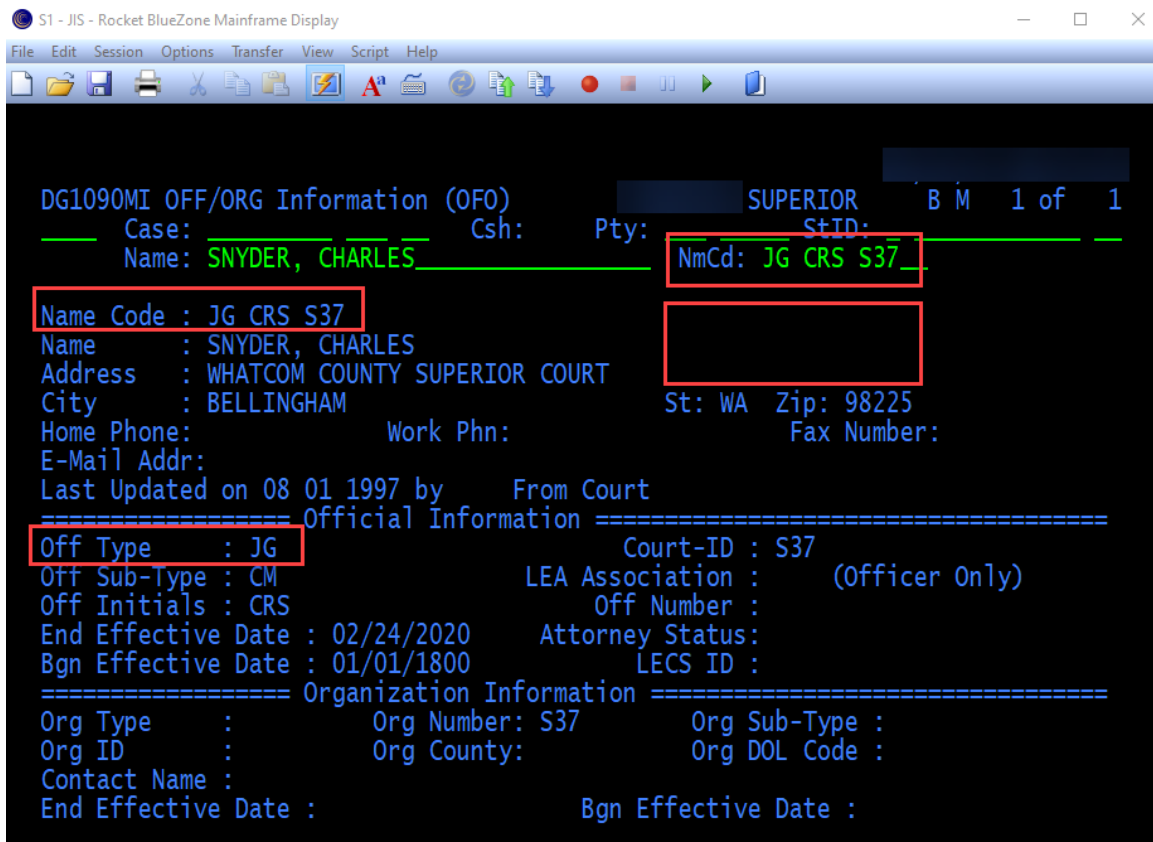 S1 - JIS - Rocket BlueZone Mainframe Display
File Edit Session Options Transfer View Script Help
DG1090MI OFF/ORG Information (OFO) SUPERIOR B M 1 of 1
Case: Csh: Pty: StID:
Name: SNYDER, CHARLES NmCd: JG CRS S37
Name Code : JG CRS S37
Name : SNYDER, CHARLES
Address : WHATCOM COUNTY SUPERIOR COURT
City : BELLINGHAM St: WA Zip: 98225
Home Phone: Work Phn: Fax Number:
E-Mail Addr:
Last Updated on 08 01 1997 by From Court
================== Official Information =====================================
Off Type : JG Court-ID : S37
Off Sub-Type : CM LEA Association : (Officer Only)
Off Initials : CRS Off Number :
End Effective Date : 02/24/2020 Attorney Status:
Bgn Effective Date : 01/01/1800 LECS ID :
================== Organization Information =================================
Org Type : Org Number: S37 Org Sub-Type :
Org ID : Org County: Org DOL Code :
Contact Name :
End Effective Date : Bgn Effective Date :